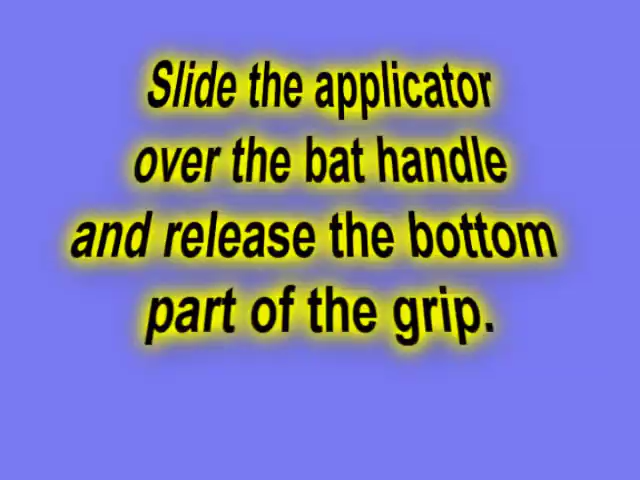 Slide the applicator
over the bat handle
and release the bottom
part of the grip.